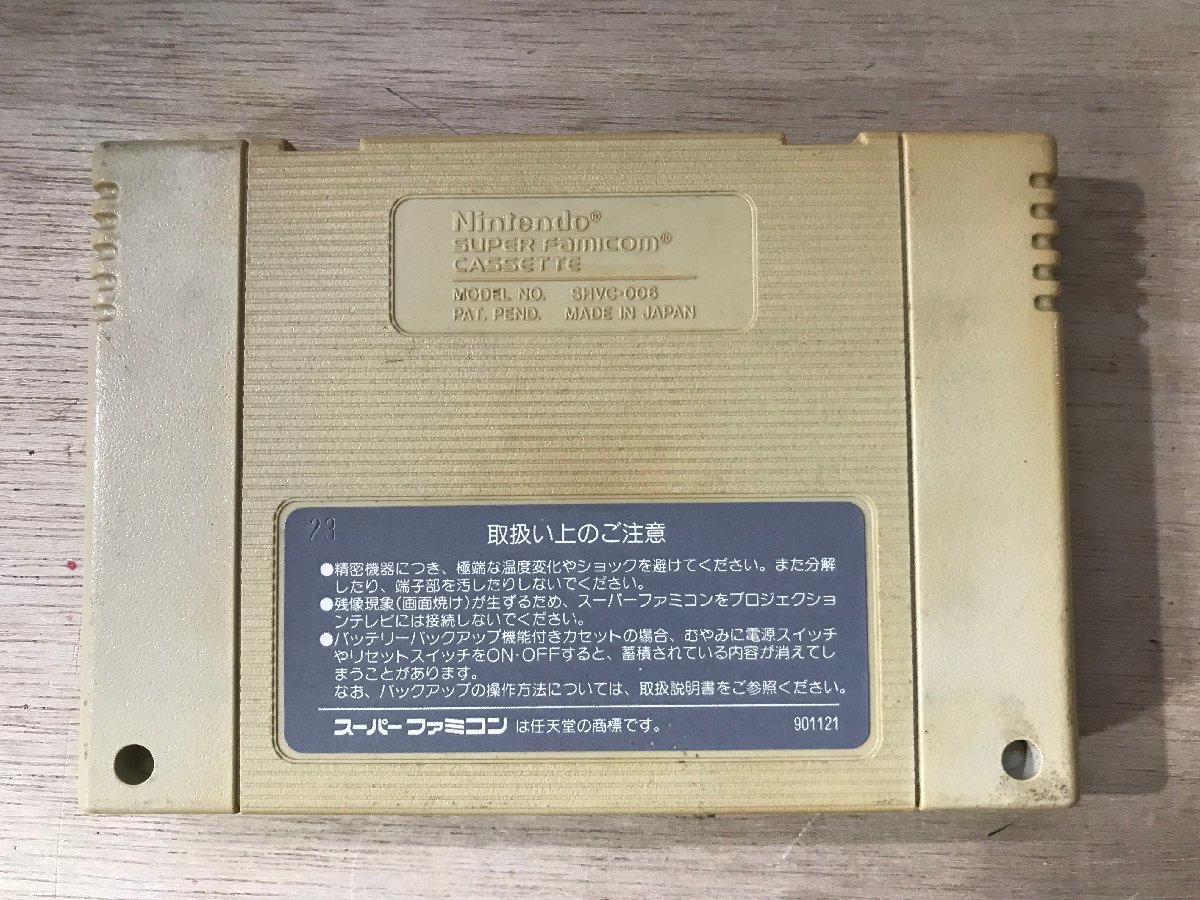 Nintendo®
SUPER FAMICOM®
CASSETTE
MODEL NO. SHVC-006
PAT. PEND. MADE IN JAPAN
23
取扱い上のご注意
●精密機器につき、極端な温度変化やショックを避けてください。また分解
したり、端子部を汚したりしないでください。
●残像現象(画面焼け)が生ずるため、スーパーファミコンをプロジェクショ
ンテレビには接続しないでください。
●バッテリーバックアップ機能付きカセットの場合、むやみに電源スイッチ
やリセットスイッチをON・OFFすると、蓄積されている内容が消えてし
まうことがあります。
なお、バックアップの操作方法については、取扱説明書をご参照ください。
スーパーファミコン は任天堂の商標です。 901121